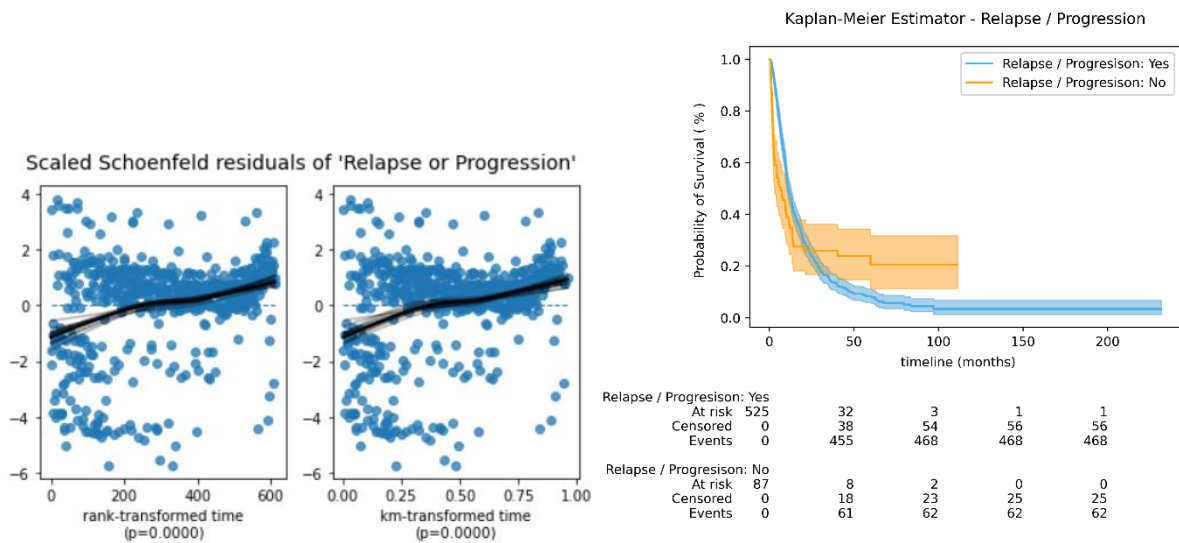 Kaplan-Meier Estimator - Relapse / Progression
1.0
0.8
0.6
0.4
0.2
0.0
Probability of Survival ( % )
Relapse / Progresison: Yes
Relapse / Progresison: No
0 50 100 150 200
timeline (months)
Scaled Schoenfeld residuals of 'Relapse or Progression'
4
2
0
−2
−4
−6
0 200 400 600
rank-transformed time
(p=0.0000)
4
2
0
−2
−4
−6
0.00 0.25 0.50 0.75 1.00
km-transformed time
(p=0.0000)
Relapse / Progresison: Yes
At risk 525 32 3 1 1
Censored 0 38 54 56 56
Events 0 455 468 468 468
Relapse / Progresison: No
At risk 87 8 2 0 0
Censored 0 18 23 25 25
Events 0 61 62 62 62